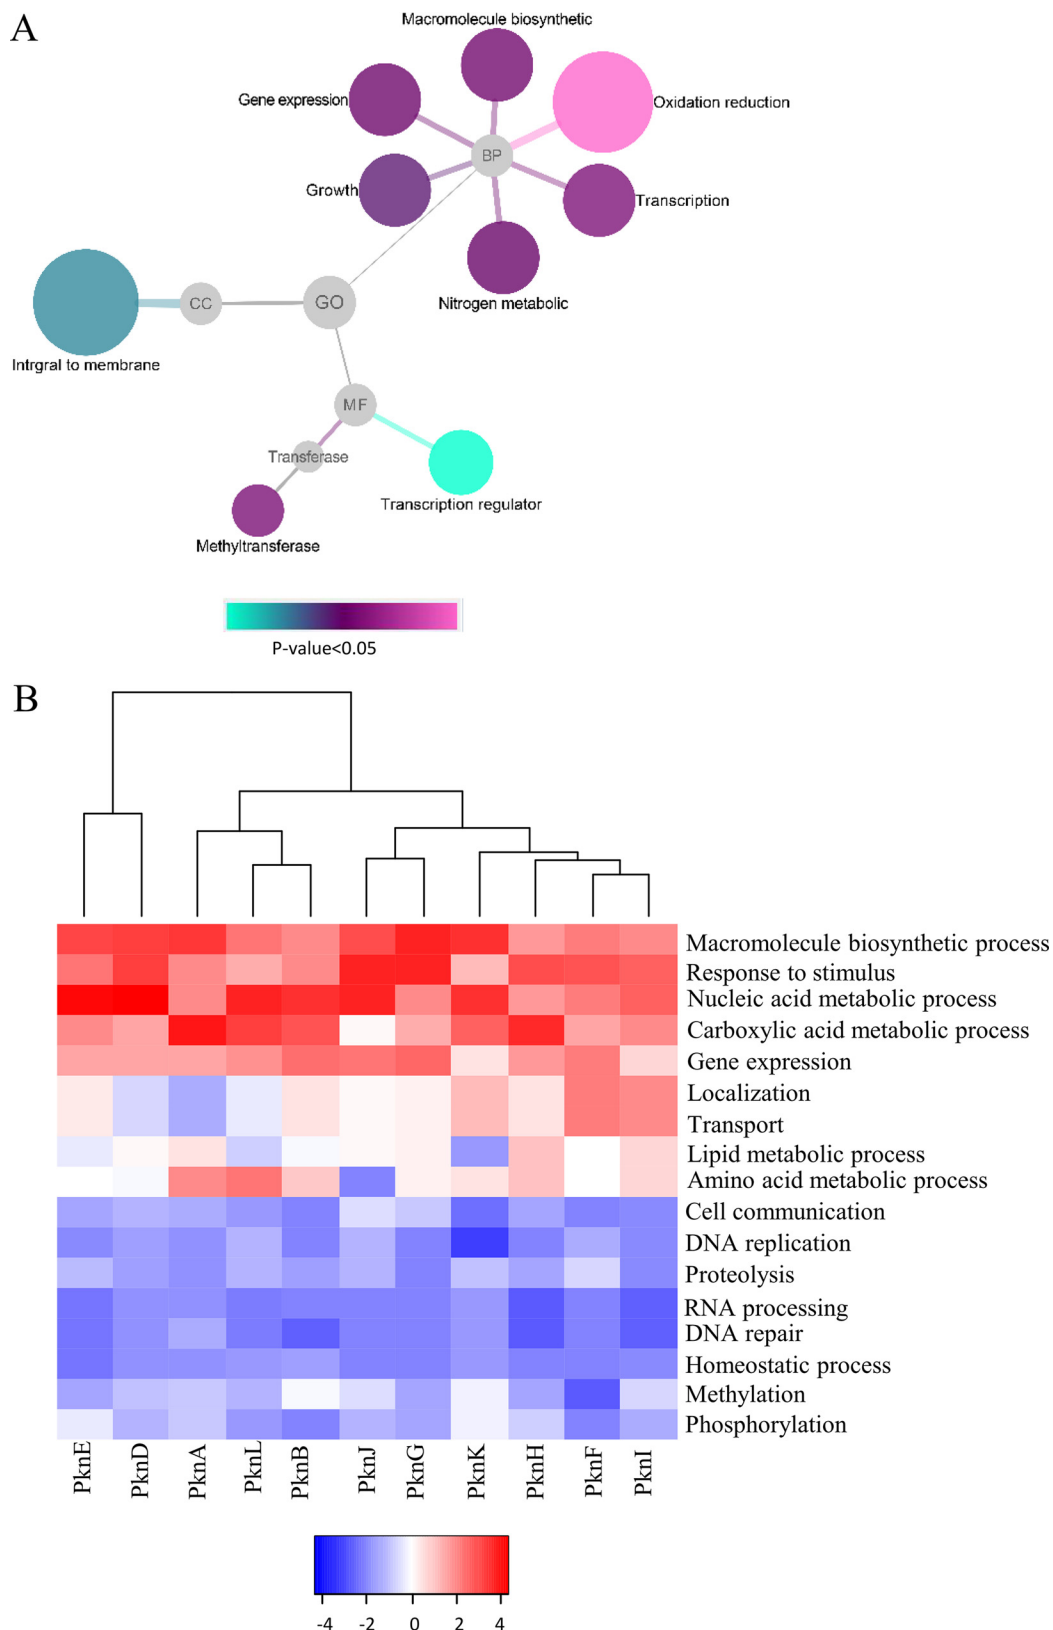 A
Macromolecule biosynthetic
Gene expression
Oxidation reduction
BP
Growth
Transcription
Nitrogen metabolic
CC
GO
Intrgral to membrane
MF
Transferase
Transcription regulator
Methyltransferase
P-value<0.05
B
Macromolecule biosynthetic process
Response to stimulus
Nucleic acid metabolic process
Carboxylic acid metabolic process
Gene expression
Localization
Transport
Lipid metabolic process
Amino acid metabolic process
Cell communication
DNA replication
Proteolysis
RNA processing
DNA repair
Homeostatic process
Methylation
Phosphorylation
PknE PknD PknA PknL PknB PknJ PknG PknK PknH PknF PknI
-4 -2 0 2 4